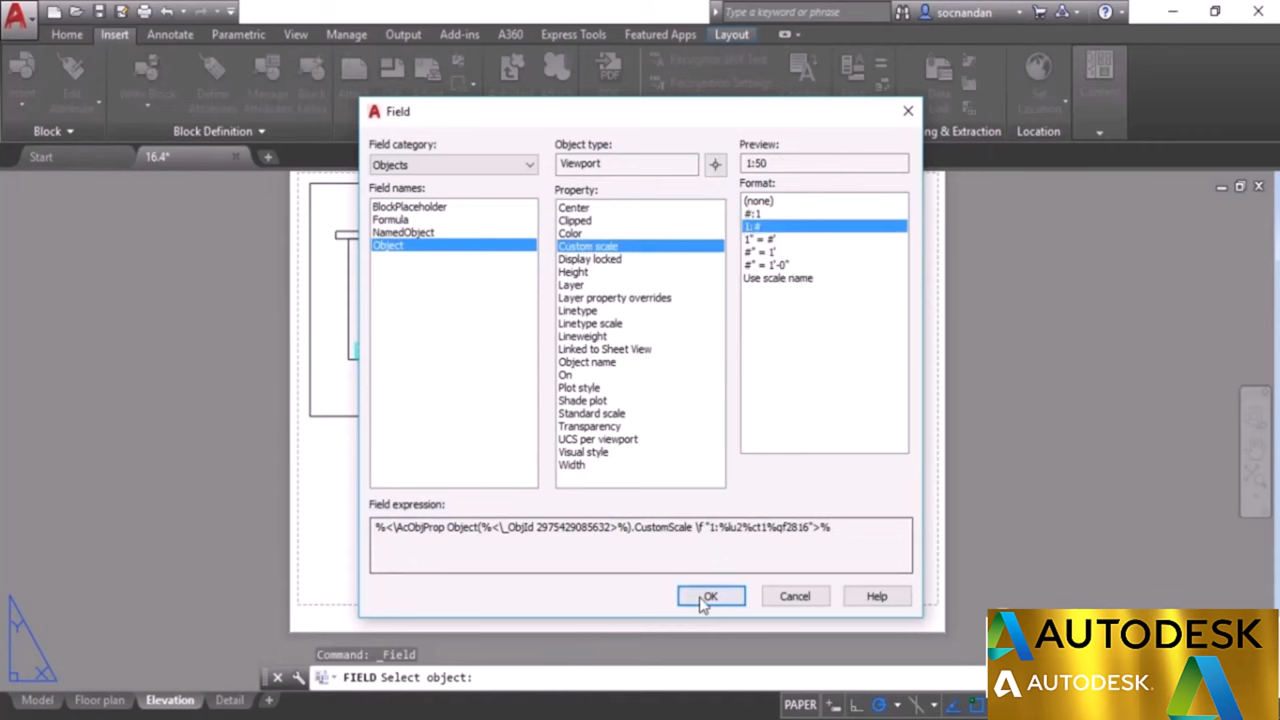 Type a keyword or phrase
socnandan
Home Insert Annotate Parametric View Manage Output Add-ins A360 Express Tools Featured Apps Layout
Block Block Definition & Extraction Location
Start 16.4*
Field
Field category:
Objects
Field names:
BlockPlaceholder
Formula
NamedObject
Object
Object type:
Viewport
Property:
Center
Clipped
Color
Custom scale
Display locked
Height
Layer
Layer property overrides
Linetype
Linetype scale
Lineweight
Linked to Sheet View
Object name
On
Plot style
Shade plot
Standard scale
Transparency
UCS per viewport
Visual style
Width
Preview:
1:50
Format:
(none)
#:1
1:#
1" = #'
#" = 1'
#" = 1'-0"
Use scale name
Field expression:
%<\AcObjProp Object(%<\_ObjId 2975429085632>%).CustomScale \f "1:%lu2%ct1%qf2816">%
OK Cancel Help
Y
X
Command: _Field
FIELD Select object:
Model Floor plan Elevation Detail
PAPER
AUTODESK
AUTODESK.